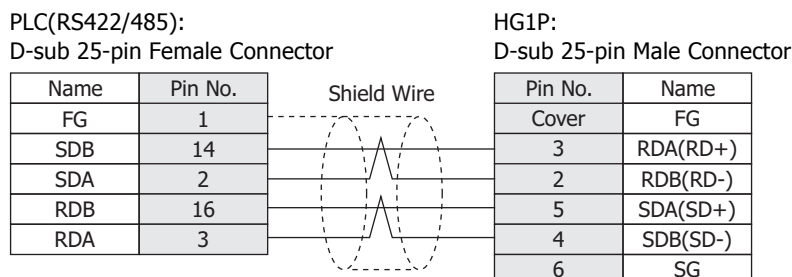 PLC(RS422/485):
D-sub 25-pin Female Connector
HG1P:
D-sub 25-pin Male Connector
Name Pin No. Shield Wire Pin No. Name
FG 1 Cover FG
SDB 14 3 RDA(RD+)
SDA 2 2 RDB(RD-)
RDB 16 5 SDA(SD+)
RDA 3 4 SDB(SD-)
6 SG